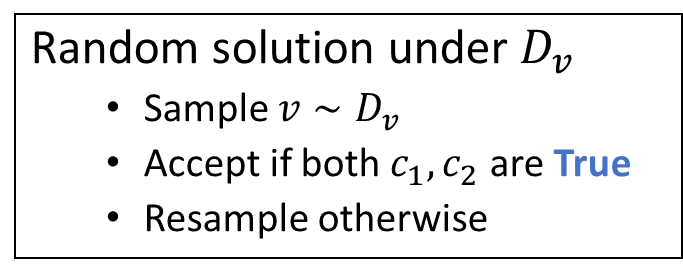 Random solution under D_v
• Sample v ~ D_v
• Accept if both c_1, c_2 are True
• Resample otherwise